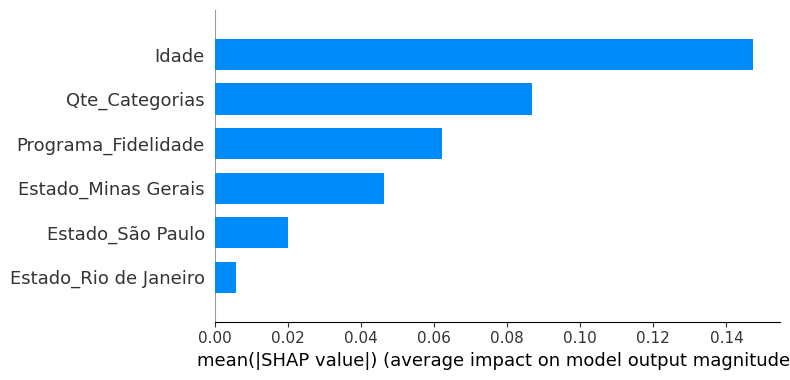 Idade
Qte_Categorias
Programa_Fidelidade
Estado_Minas Gerais
Estado_São Paulo
Estado_Rio de Janeiro
0.00 0.02 0.04 0.06 0.08 0.10 0.12 0.14
mean(|SHAP value|) (average impact on model output magnitude